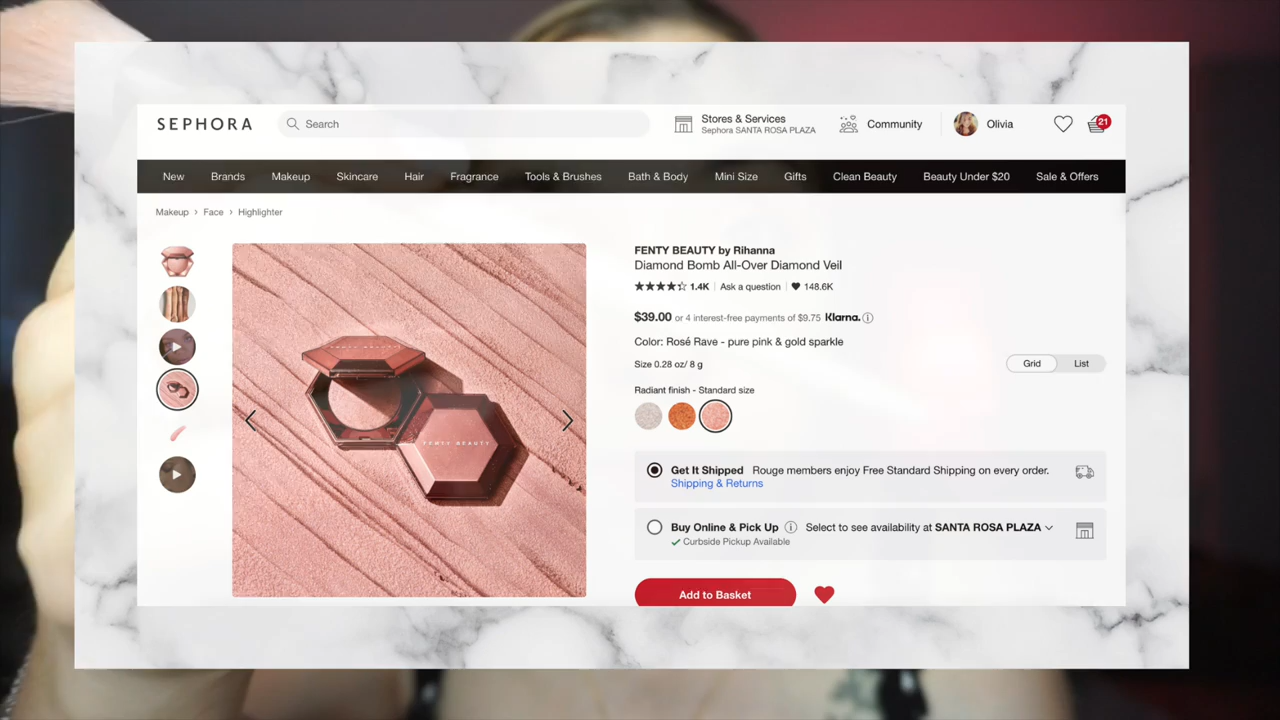 SEPHORA
Search
Stores & Services
Sephora SANTA ROSA PLAZA
Community
Olivia
21
New Brands Makeup Skincare Hair Fragrance Tools & Brushes Bath & Body Mini Size Gifts Clean Beauty Beauty Under $20 Sale & Offers
Makeup > Face > Highlighter
FENTY BEAUTY by Rihanna
Diamond Bomb All-Over Diamond Veil
1.4K | Ask a question | 148.6K
$39.00 or 4 interest-free payments of $9.75 Klarna.
Color: Rosé Rave - pure pink & gold sparkle
Size 0.28 oz/ 8 g
Grid List
Radiant finish - Standard size
FENTY BEAUTY
Get It Shipped Rouge members enjoy Free Standard Shipping on every order.
Shipping & Returns
Buy Online & Pick Up Select to see availability at SANTA ROSA PLAZA
Curbside Pickup Available
Add to Basket